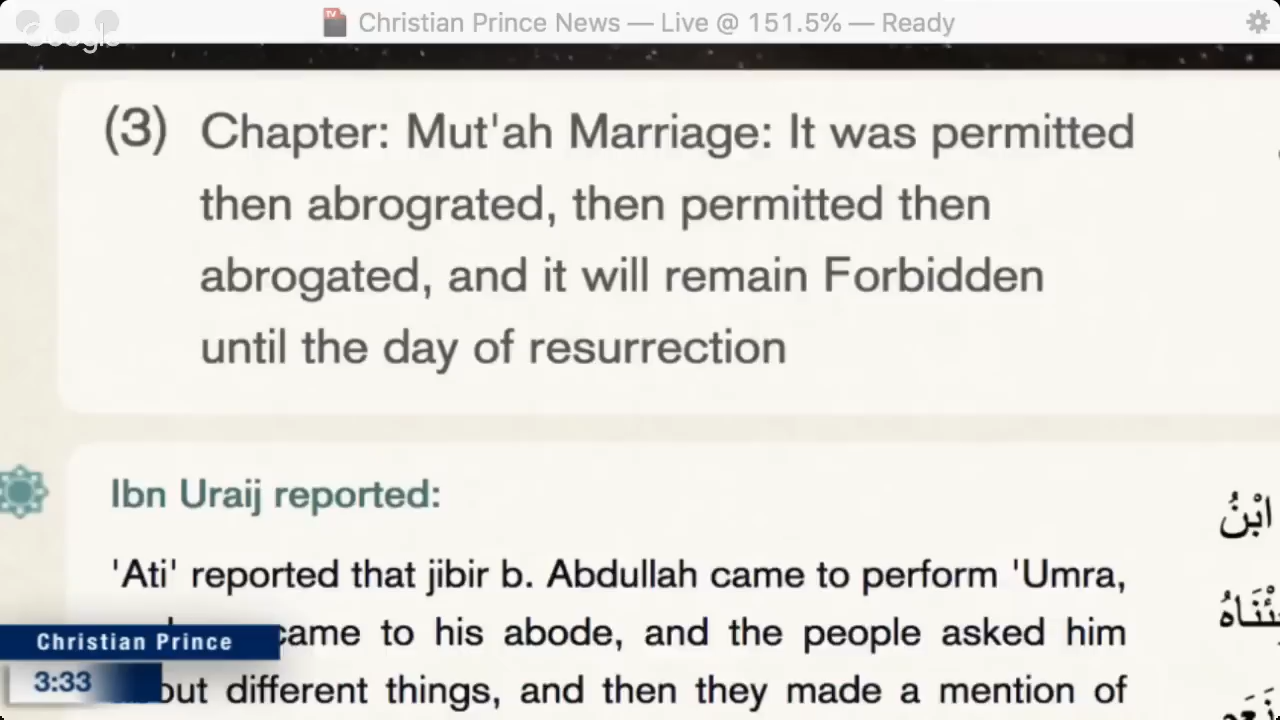 Christian Prince News — Live @ 151.5% — Ready
Google
(3) Chapter: Mut'ah Marriage: It was permitted
then abrograted, then permitted then
abrogated, and it will remain Forbidden
until the day of resurrection
Ibn Uraij reported:
ابْنُ
'Ati' reported that jibir b. Abdullah came to perform 'Umra,
came to his abode, and the people asked him
out different things, and then they made a mention of
Christian Prince
3:33